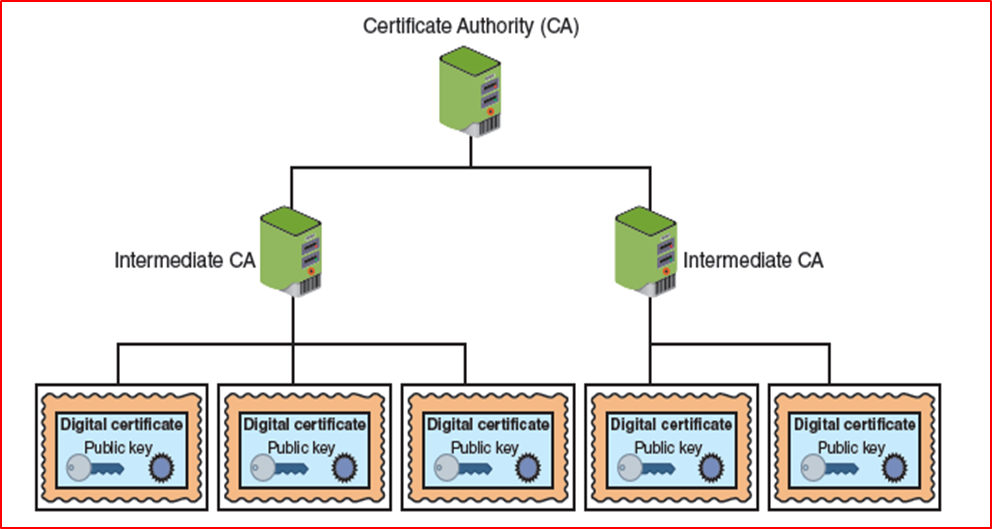 Certificate Authority (CA)
Intermediate CA
Intermediate CA
Digital certificate
Public key
Digital certificate
Public key
Digital certificate
Public key
Digital certificate
Public key
Digital certificate
Public key